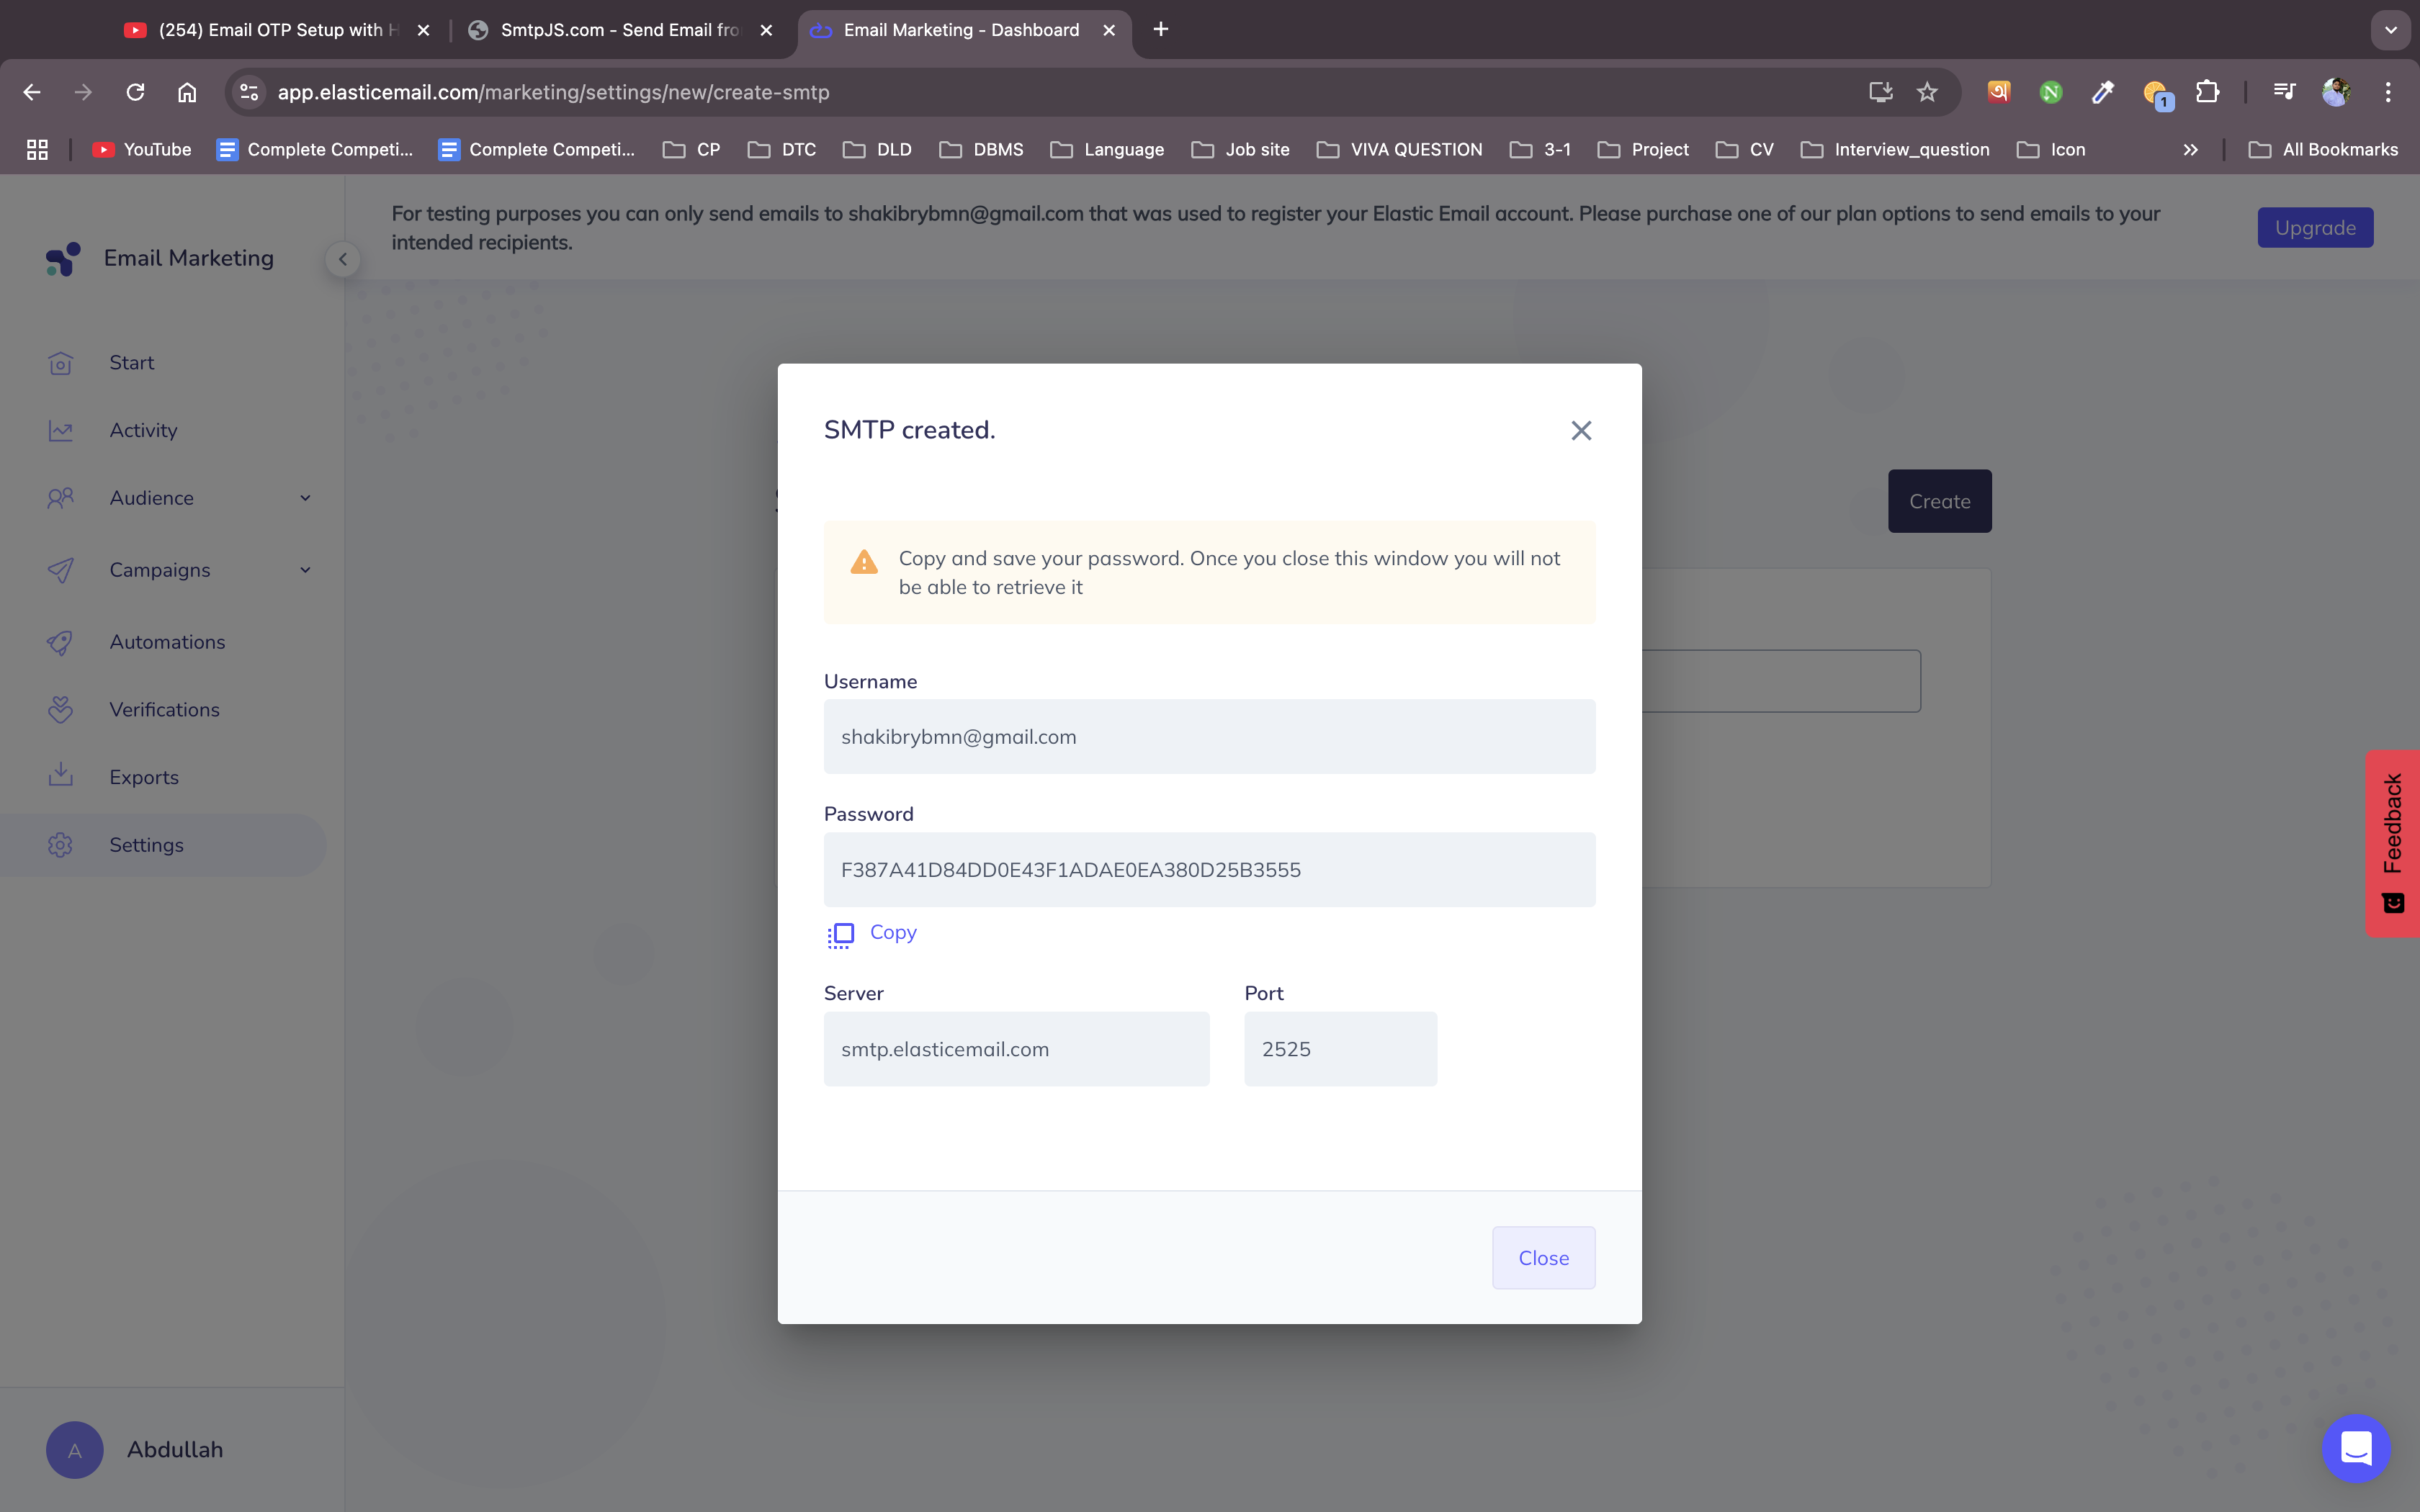 (254) Email OTP Setup with H
SmtpJS.com - Send Email fro
Email Marketing - Dashboard
app.elasticemail.com/marketing/settings/new/create-smtp
1
YouTube
Complete Competi...
Complete Competi...
CP
DTC
DLD
DBMS
Language
Job site
VIVA QUESTION
3-1
Project
CV
Interview_question
Icon
All Bookmarks
For testing purposes you can only send emails to shakibrybmn@gmail.com that was used to register your Elastic Email account. Please purchase one of our plan options to send emails to your
intended recipients.
Upgrade
Email Marketing
Start
Activity
Audience
Campaigns
Automations
Verifications
Exports
Settings
A
Abdullah
Create
SMTP created.
Copy and save your password. Once you close this window you will not
be able to retrieve it
Username
shakibrybmn@gmail.com
Password
F387A41D84DD0E43F1ADAE0EA380D25B3555
Copy
Server
Port
smtp.elasticemail.com
2525
Close
Feedback